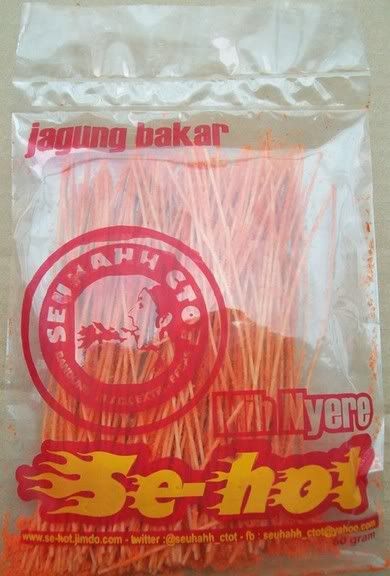 jagung bakar
SEUHAHH CTOT
Mih Nyere
Se-hot
www.se-hot.jimdo.com - twitter :@seuhahh_ctot - fb : seuhahh_ctot@yahoo.com
gram